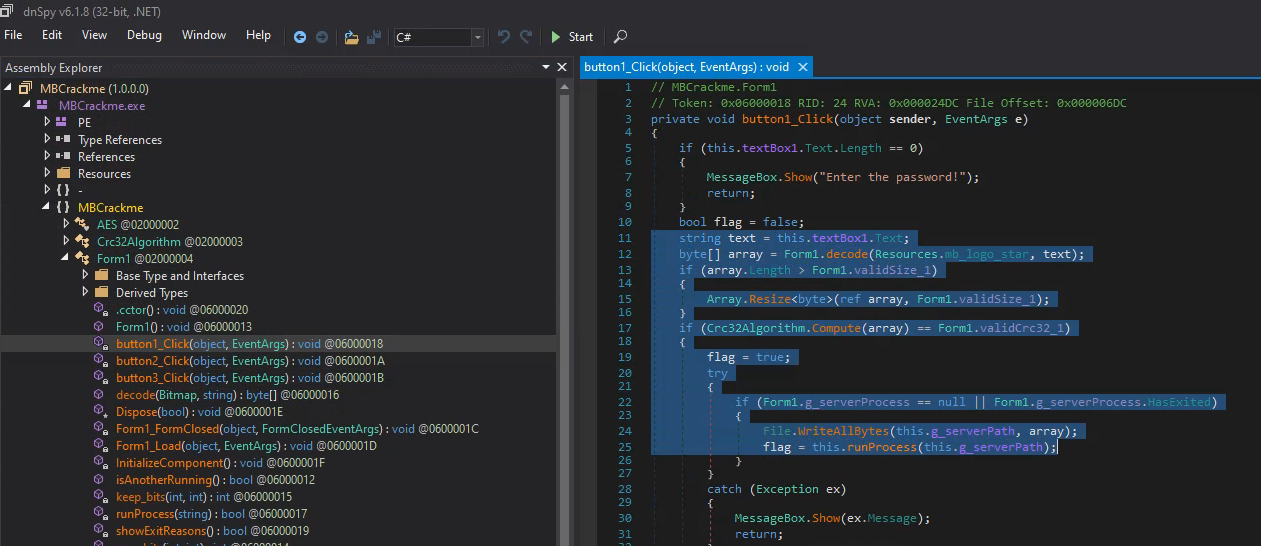 dnSpy v6.1.8 (32-bit, .NET)
File Edit View Debug Window Help C# Start
Assembly Explorer
MBCrackme (1.0.0.0)
MBCrackme.exe
PE
Type References
References
Resources
{ } -
{ } MBCrackme
AES @02000002
Crc32Algorithm @02000003
Form1 @02000004
Base Type and Interfaces
Derived Types
.cctor() : void @06000020
Form1() : void @06000013
button1_Click(object, EventArgs) : void @06000018
button2_Click(object, EventArgs) : void @0600001A
button3_Click(object, EventArgs) : void @0600001B
decode(Bitmap, string) : byte[] @06000016
Dispose(bool) : void @0600001E
Form1_FormClosed(object, FormClosedEventArgs) : void @0600001C
Form1_Load(object, EventArgs) : void @0600001D
InitializeComponent() : void @0600001F
isAnotherRunning() : bool @06000012
keep_bits(int, int) : int @06000015
runProcess(string) : bool @06000017
showExitReasons() : bool @06000019
button1_Click(object, EventArgs) : void
1 // MBCrackme.Form1
2 // Token: 0x06000018 RID: 24 RVA: 0x000024DC File Offset: 0x000006DC
3 private void button1_Click(object sender, EventArgs e)
4 {
5 if (this.textBox1.Text.Length == 0)
6 {
7 MessageBox.Show("Enter the password!");
8 return;
9 }
10 bool flag = false;
11 string text = this.textBox1.Text;
12 byte[] array = Form1.decode(Resources.mb_logo_star, text);
13 if (array.Length > Form1.validSize_1)
14 {
15 Array.Resize<byte>(ref array, Form1.validSize_1);
16 }
17 if (Crc32Algorithm.Compute(array) == Form1.validCrc32_1)
18 {
19 flag = true;
20 try
21 {
22 if (Form1.g_serverProcess == null || Form1.g_serverProcess.HasExited)
23 {
24 File.WriteAllBytes(this.g_serverPath, array);
25 flag = this.runProcess(this.g_serverPath);
26 }
27 }
28 catch (Exception ex)
29 {
30 MessageBox.Show(ex.Message);
31 return;